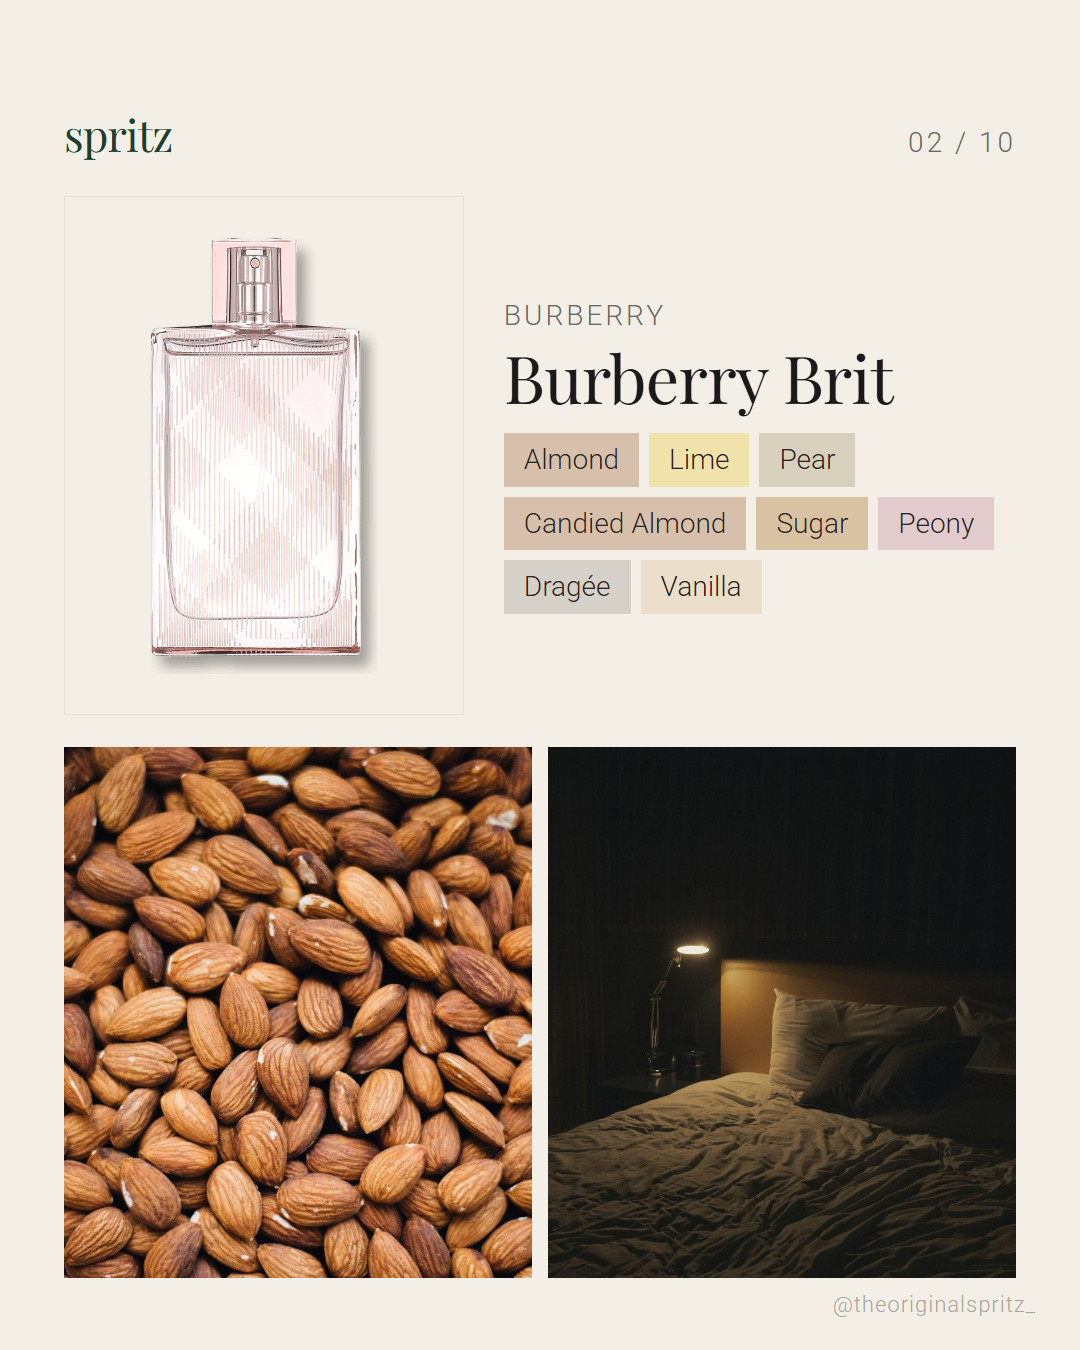 spritz
02 / 10
BURBERRY
Burberry Brit
Almond Lime Pear
Candied Almond Sugar Peony
Dragée Vanilla
@theoriginalspritz_